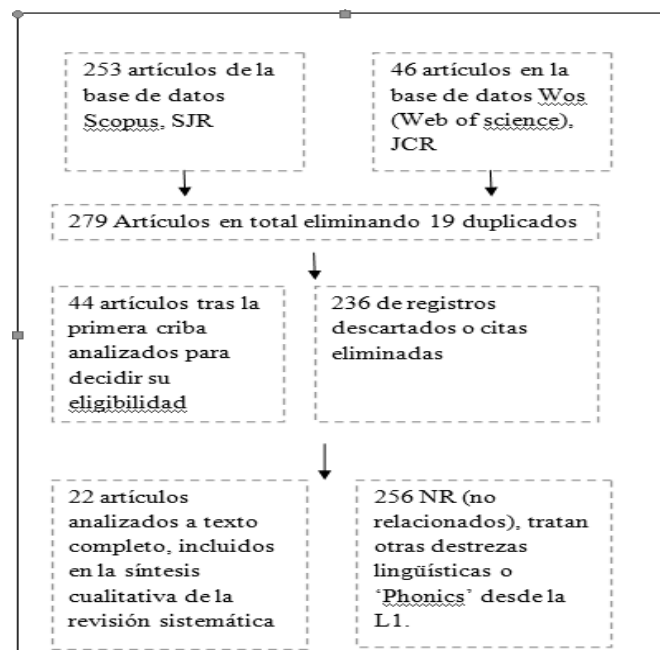 253 artículos de la
base de datos
Scopus, SJR
46 artículos en la
base de datos Wos
(Web of science),
JCR
279 Artículos en total eliminando 19 duplicados
44 artículos tras la
primera criba
analizados para
decidir su
eligibilidad
236 de registros
descartados o citas
eliminadas
22 artículos
analizados a texto
completo, incluidos
en la síntesis
cualitativa de la
revisión sistemática
256 NR (no
relacionados), tratan
otras destrezas
lingüísticas o
‘Phonics’ desde la
L1.